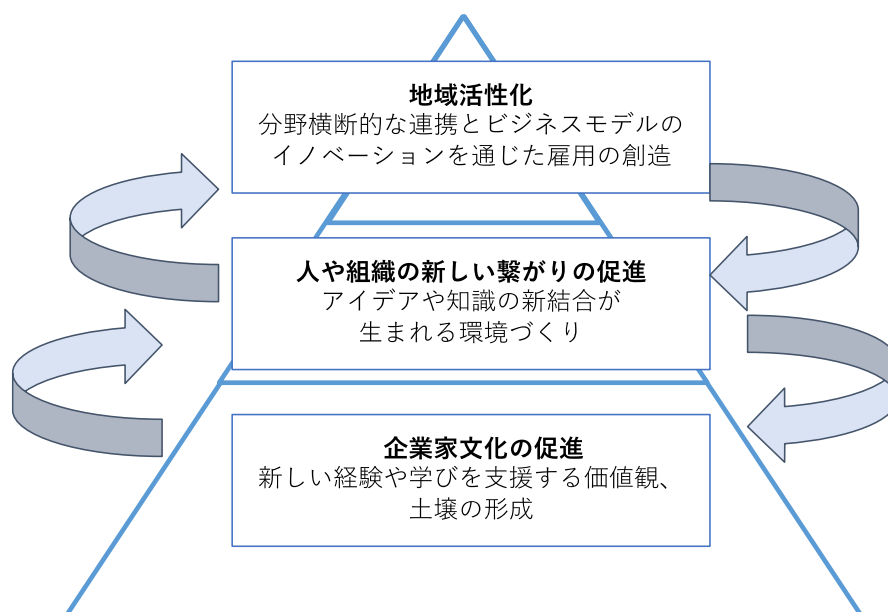 地域活性化
分野横断的な連携とビジネスモデルの
イノベーションを通じた雇用の創造
人や組織の新しい繋がりの促進
アイデアや知識の新結合が
生まれる環境づくり
企業家文化の促進
新しい経験や学びを支援する価値観、
土壌の形成